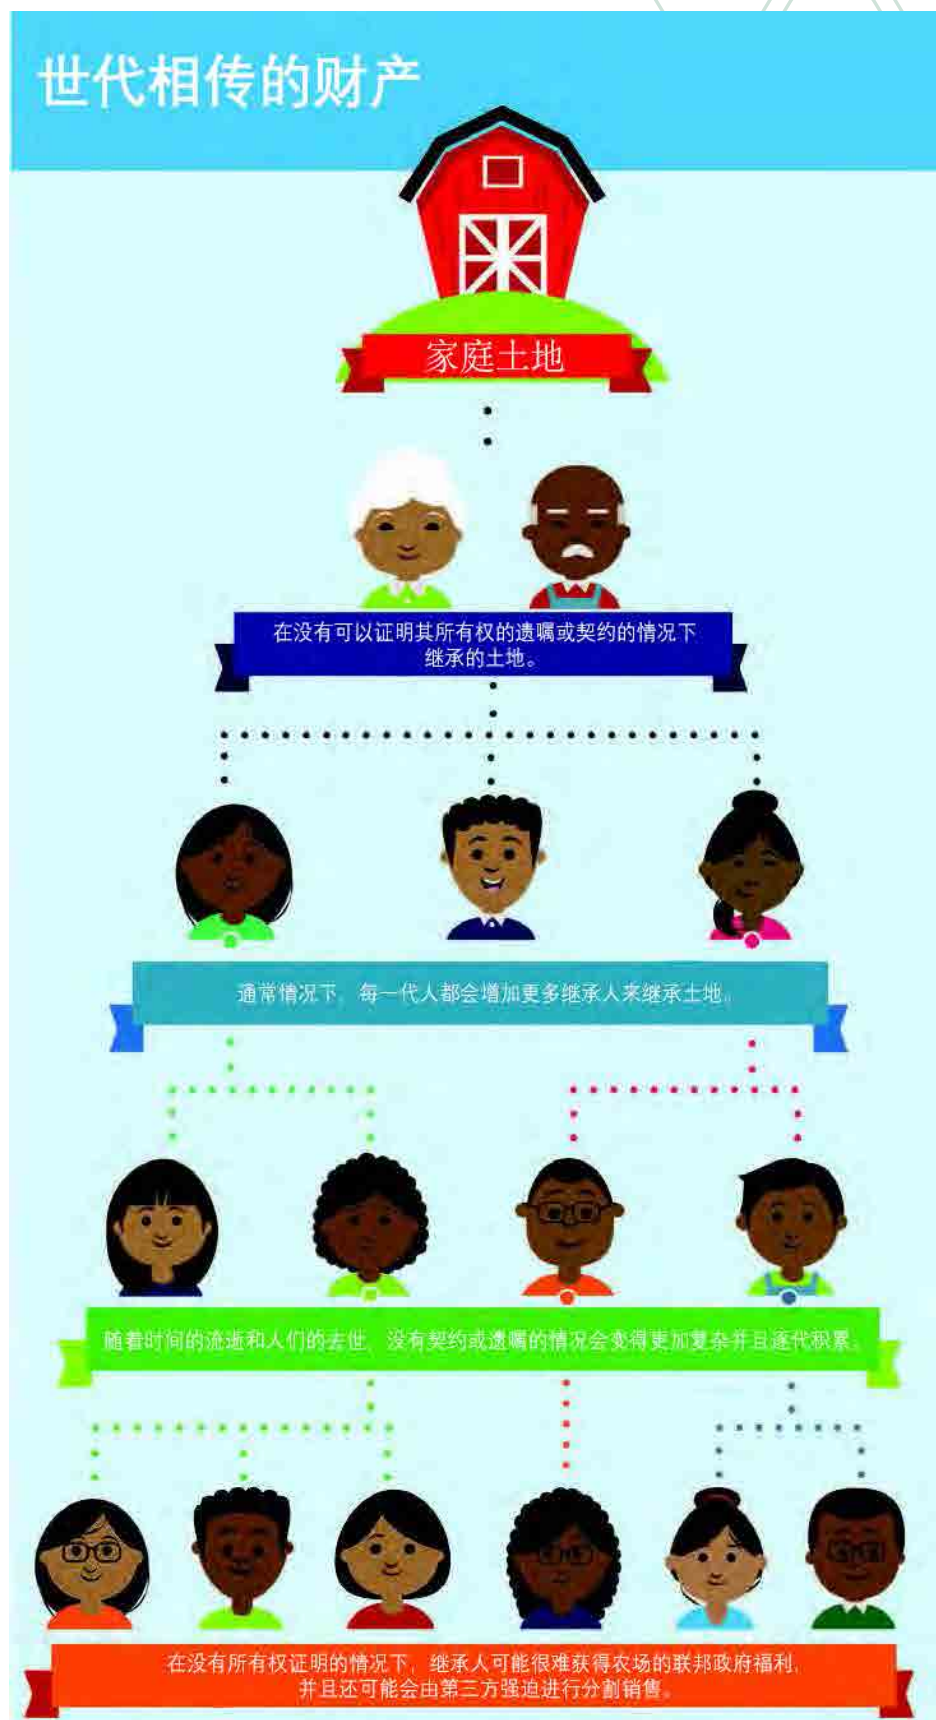 世代相传的财产
家庭土地
在没有可以证明其所有权的遗嘱或契约的情况下
继承的土地。
通常情况下，每一代人都会增加更多继承人来继承土地。
随着时间的流逝和人们的去世，没有契约或遗嘱的情况会变得更加复杂并且逐代积累。
在没有所有权证明的情况下，继承人可能很难获得农场的联邦政府福利，
并且还可能会由第三方强迫进行分割销售。